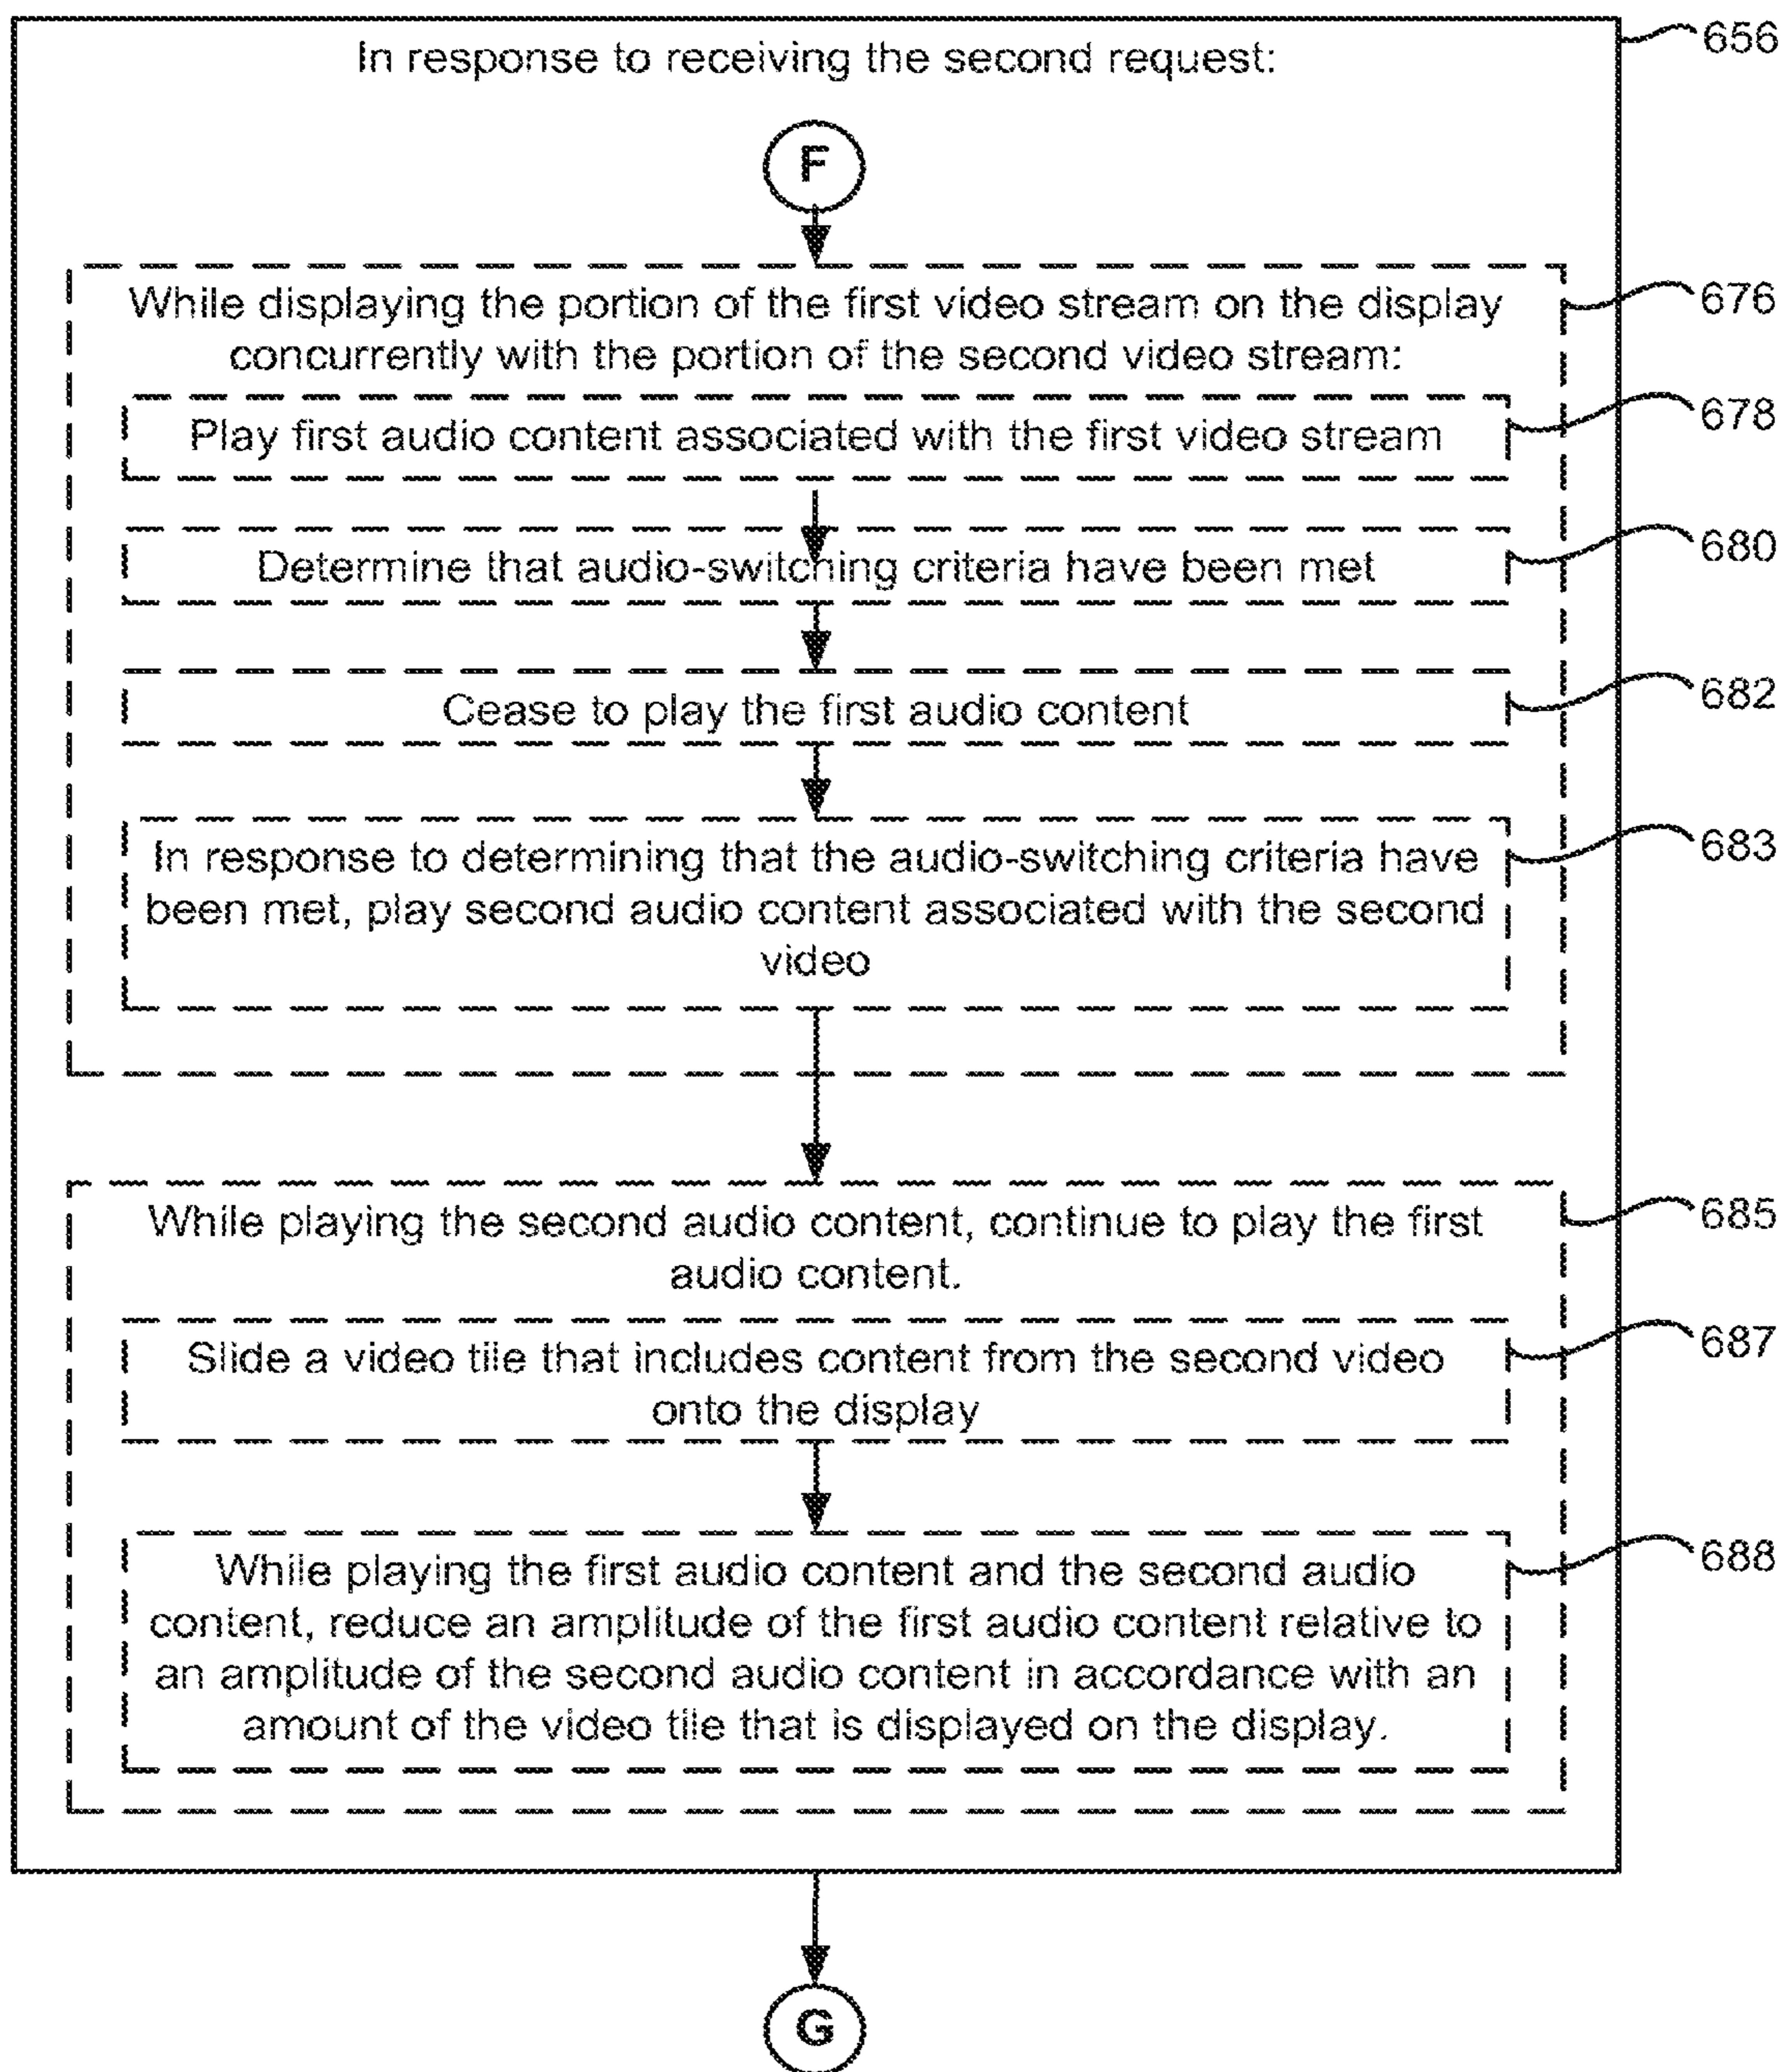 In response to receiving the second request:
656
F
While displaying the portion of the first video stream on the display
concurrently with the portion of the second video stream:
676
Play first audio content associated with the first video stream
678
Determine that audio-switching criteria have been met
680
Cease to play the first audio content
682
In response to determining that the audio-switching criteria have
been met, play second audio content associated with the second
video
683
While playing the second audio content, continue to play the first
audio content.
685
Slide a video tile that includes content from the second video
onto the display
687
While playing the first audio content and the second audio
content, reduce an amplitude of the first audio content relative to
an amplitude of the second audio content in accordance with an
amount of the video tile that is displayed on the display.
688
G